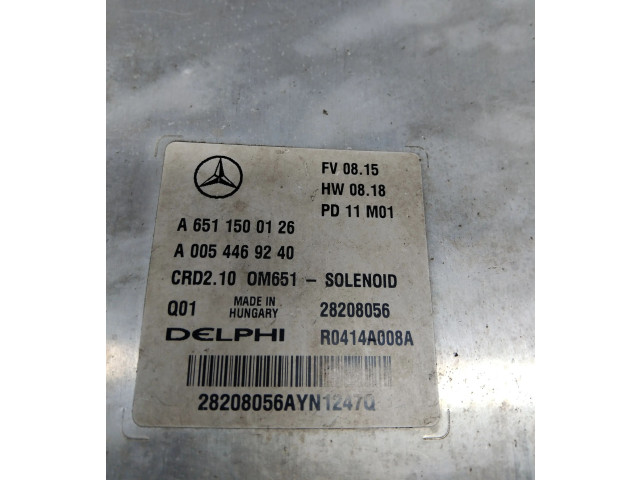 FV 08.15
HW 08.18
PD 11 M01
A 651 150 01 26
A 005 446 92 40
CRD2.10 OM651 - SOLENOID
Q01 MADE IN HUNGARY 28208056
DELPHI R0414A008A
28208056AYN1247Q